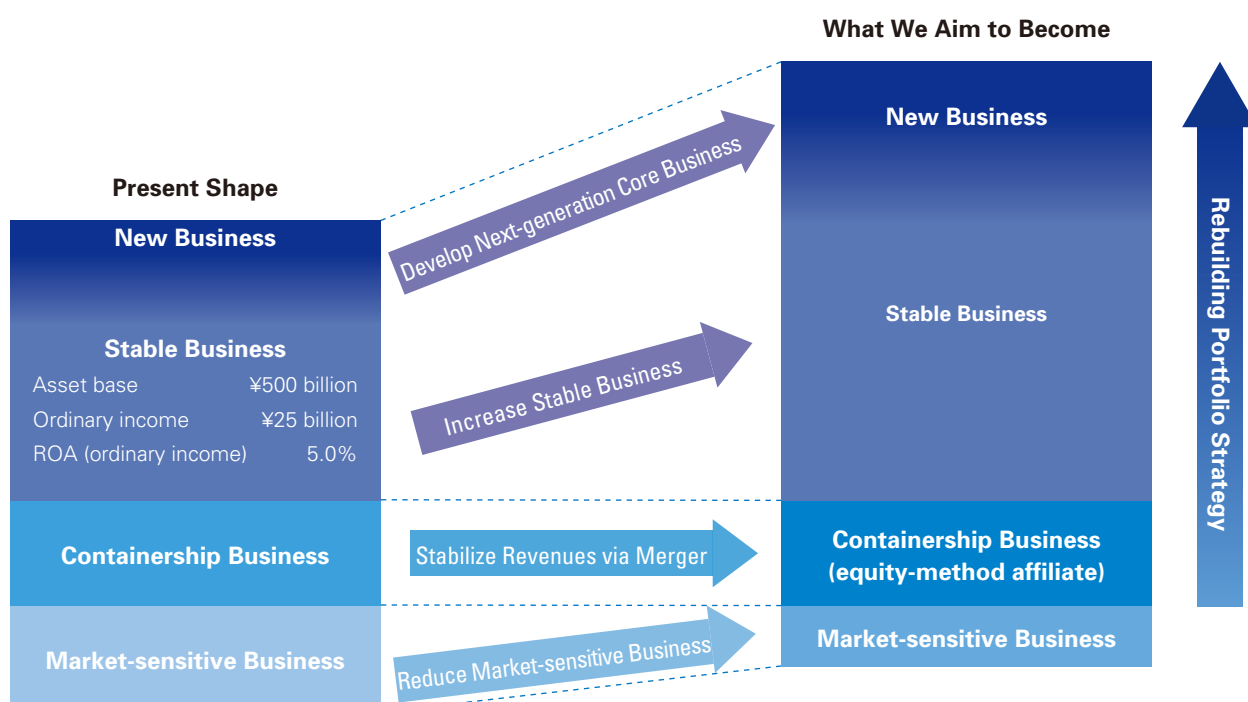 What We Aim to Become
Present Shape
New Business
Stable Business
Asset base ¥500 billion
Ordinary income ¥25 billion
ROA (ordinary income) 5.0%
Containership Business
Market-sensitive Business
Develop Next-generation Core Business
Increase Stable Business
Stabilize Revenues via Merger
Reduce Market-sensitive Business
New Business
Stable Business
Containership Business
(equity-method affiliate)
Market-sensitive Business
Rebuilding Portfolio Strategy